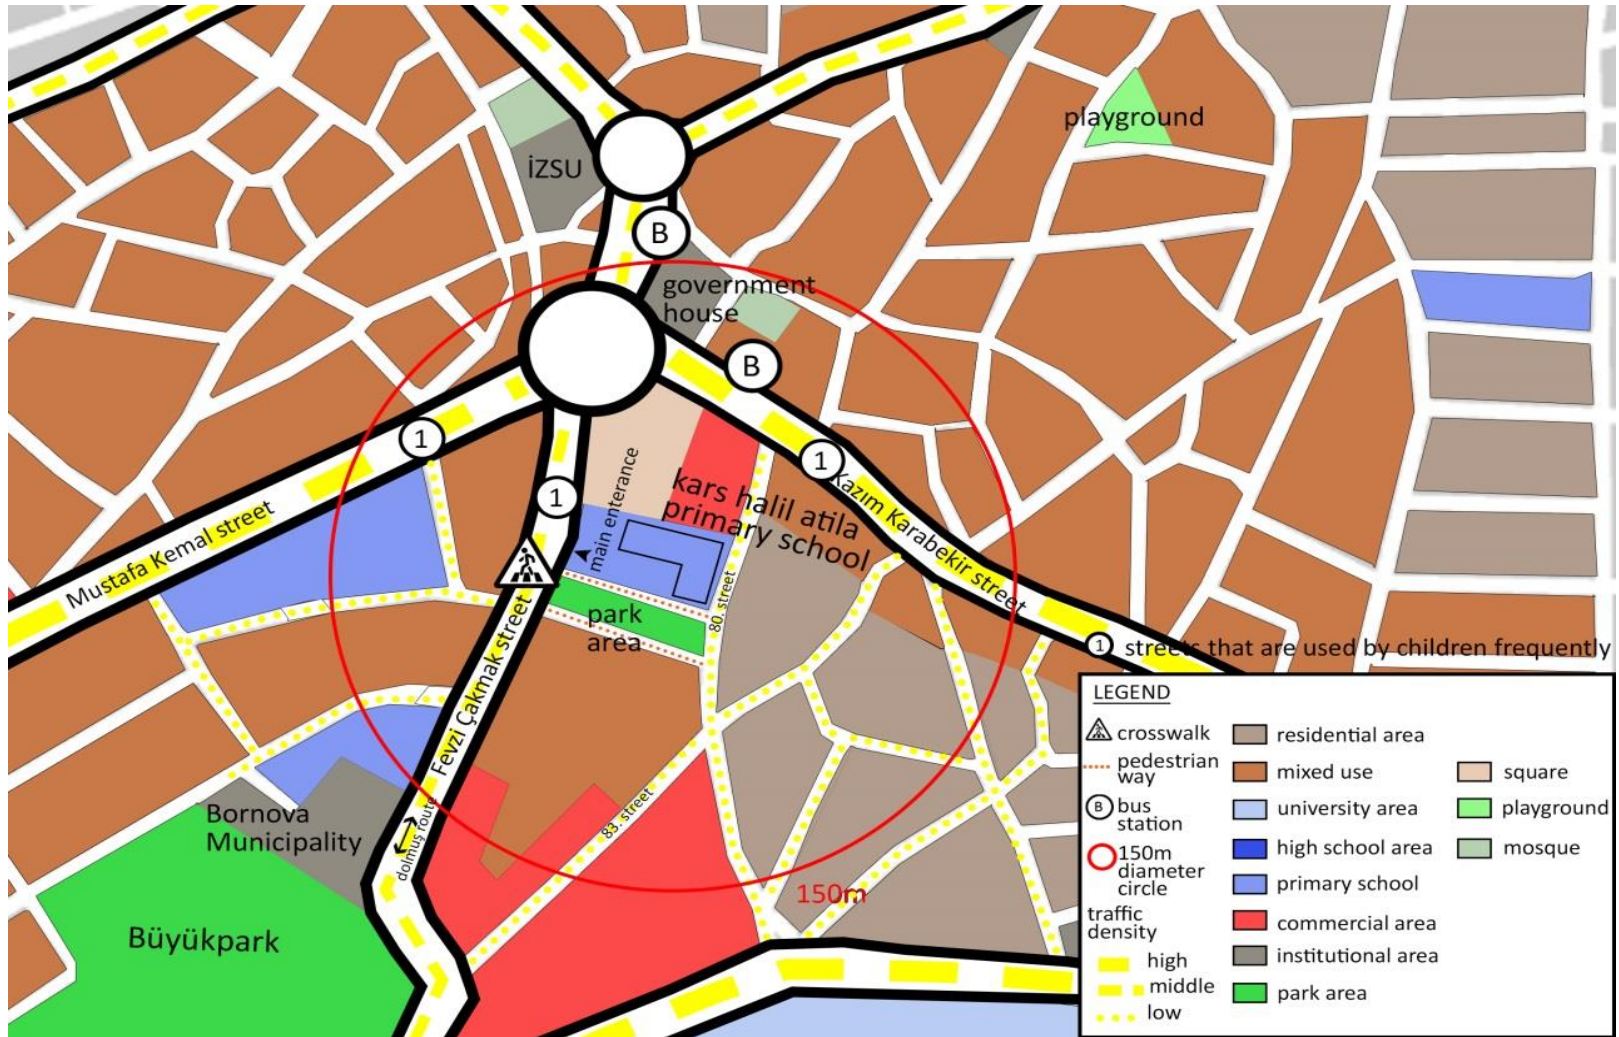 playground
İZSU
B
government
house
B
1
1
1
main enterance
kars halil atila
primary school
Kazım Karabekir street
Mustafa Kemal street
park
area
80. street
Fevzi Çakmak street
1 streets that are used by children frequently
Bornova
Municipality
dolmuş route
83. street
150m
Büyükpark
LEGEND
crosswalk
pedestrian
way
B bus
station
150m
diameter
circle
traffic
density
high
middle
low
residential area
mixed use
university area
high school area
primary school
commercial area
institutional area
park area
square
playground
mosque